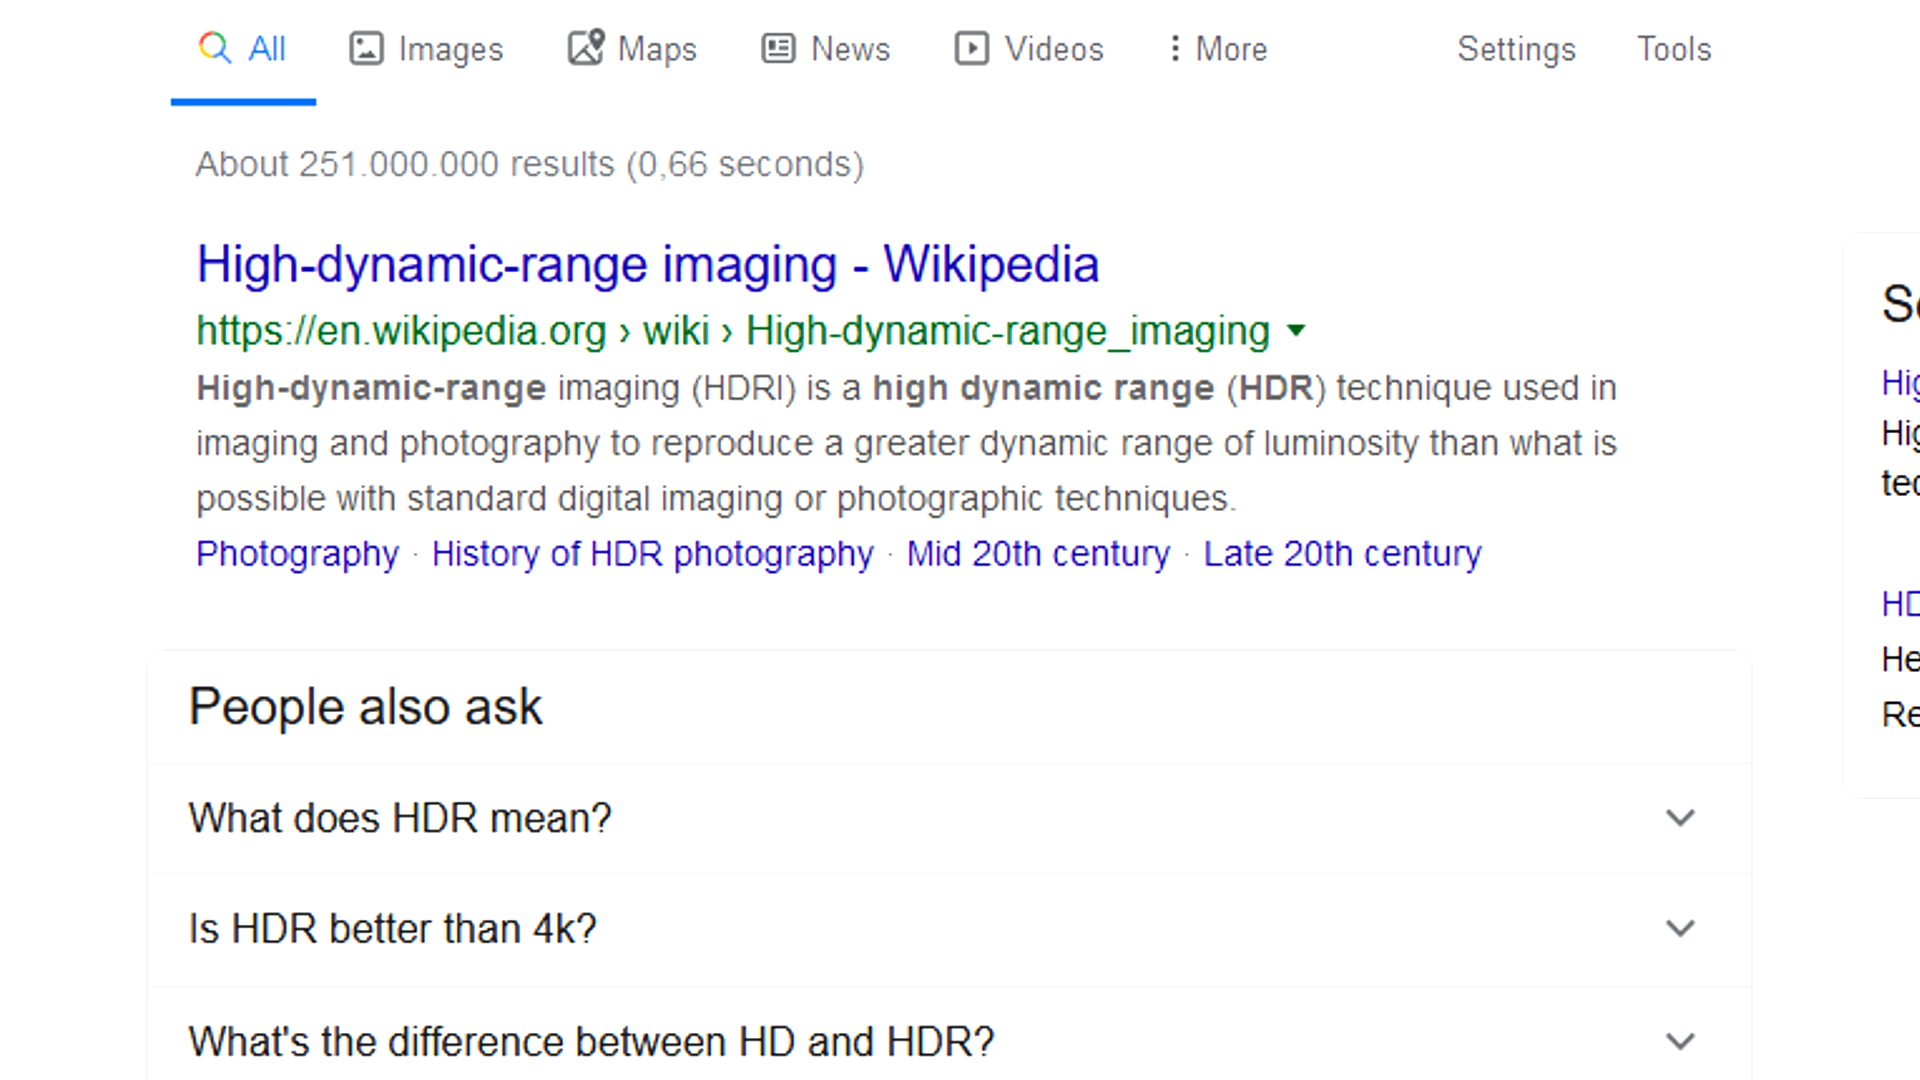 All Images Maps News Videos More Settings Tools
About 251.000.000 results (0,66 seconds)
High-dynamic-range imaging - Wikipedia
https://en.wikipedia.org › wiki › High-dynamic-range_imaging
High-dynamic-range imaging (HDRI) is a high dynamic range (HDR) technique used in
imaging and photography to reproduce a greater dynamic range of luminosity than what is
possible with standard digital imaging or photographic techniques.
Photography · History of HDR photography · Mid 20th century · Late 20th century
People also ask
What does HDR mean?
Is HDR better than 4k?
What's the difference between HD and HDR?